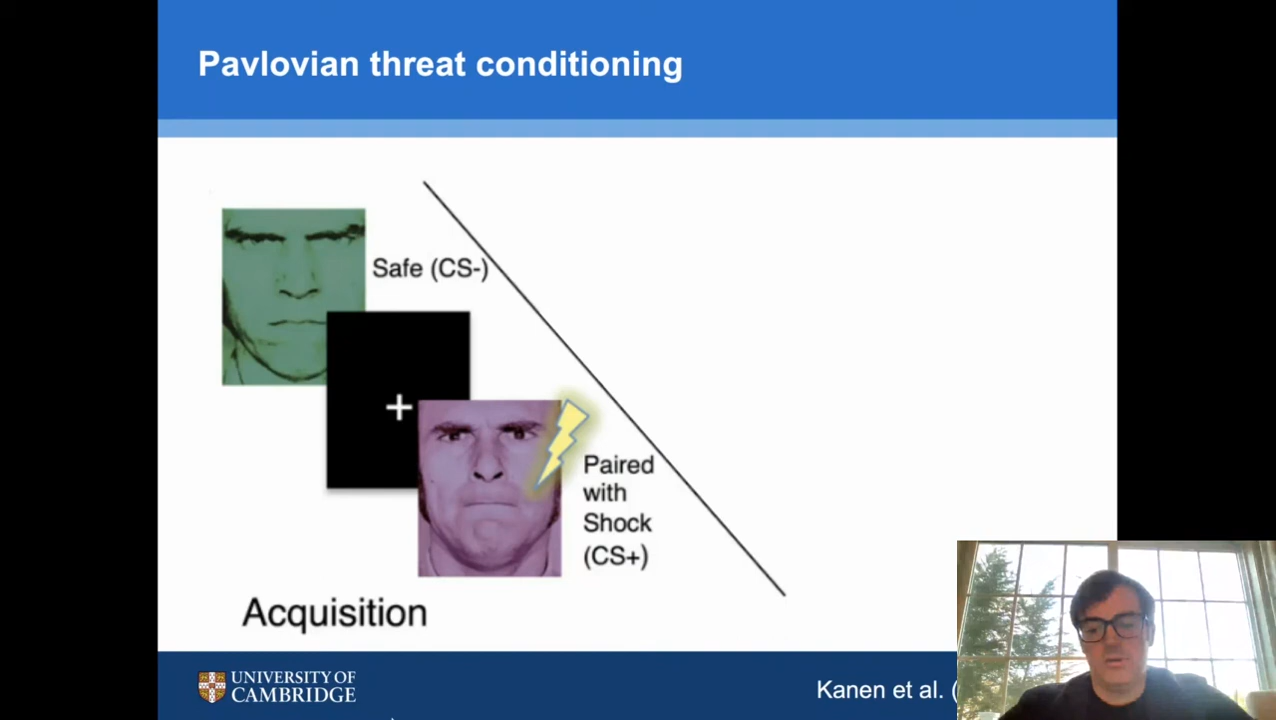 Pavlovian threat conditioning
Safe (CS-)
+
Paired
with
Shock
(CS+)
Acquisition
UNIVERSITY OF
CAMBRIDGE
Kanen et al. (